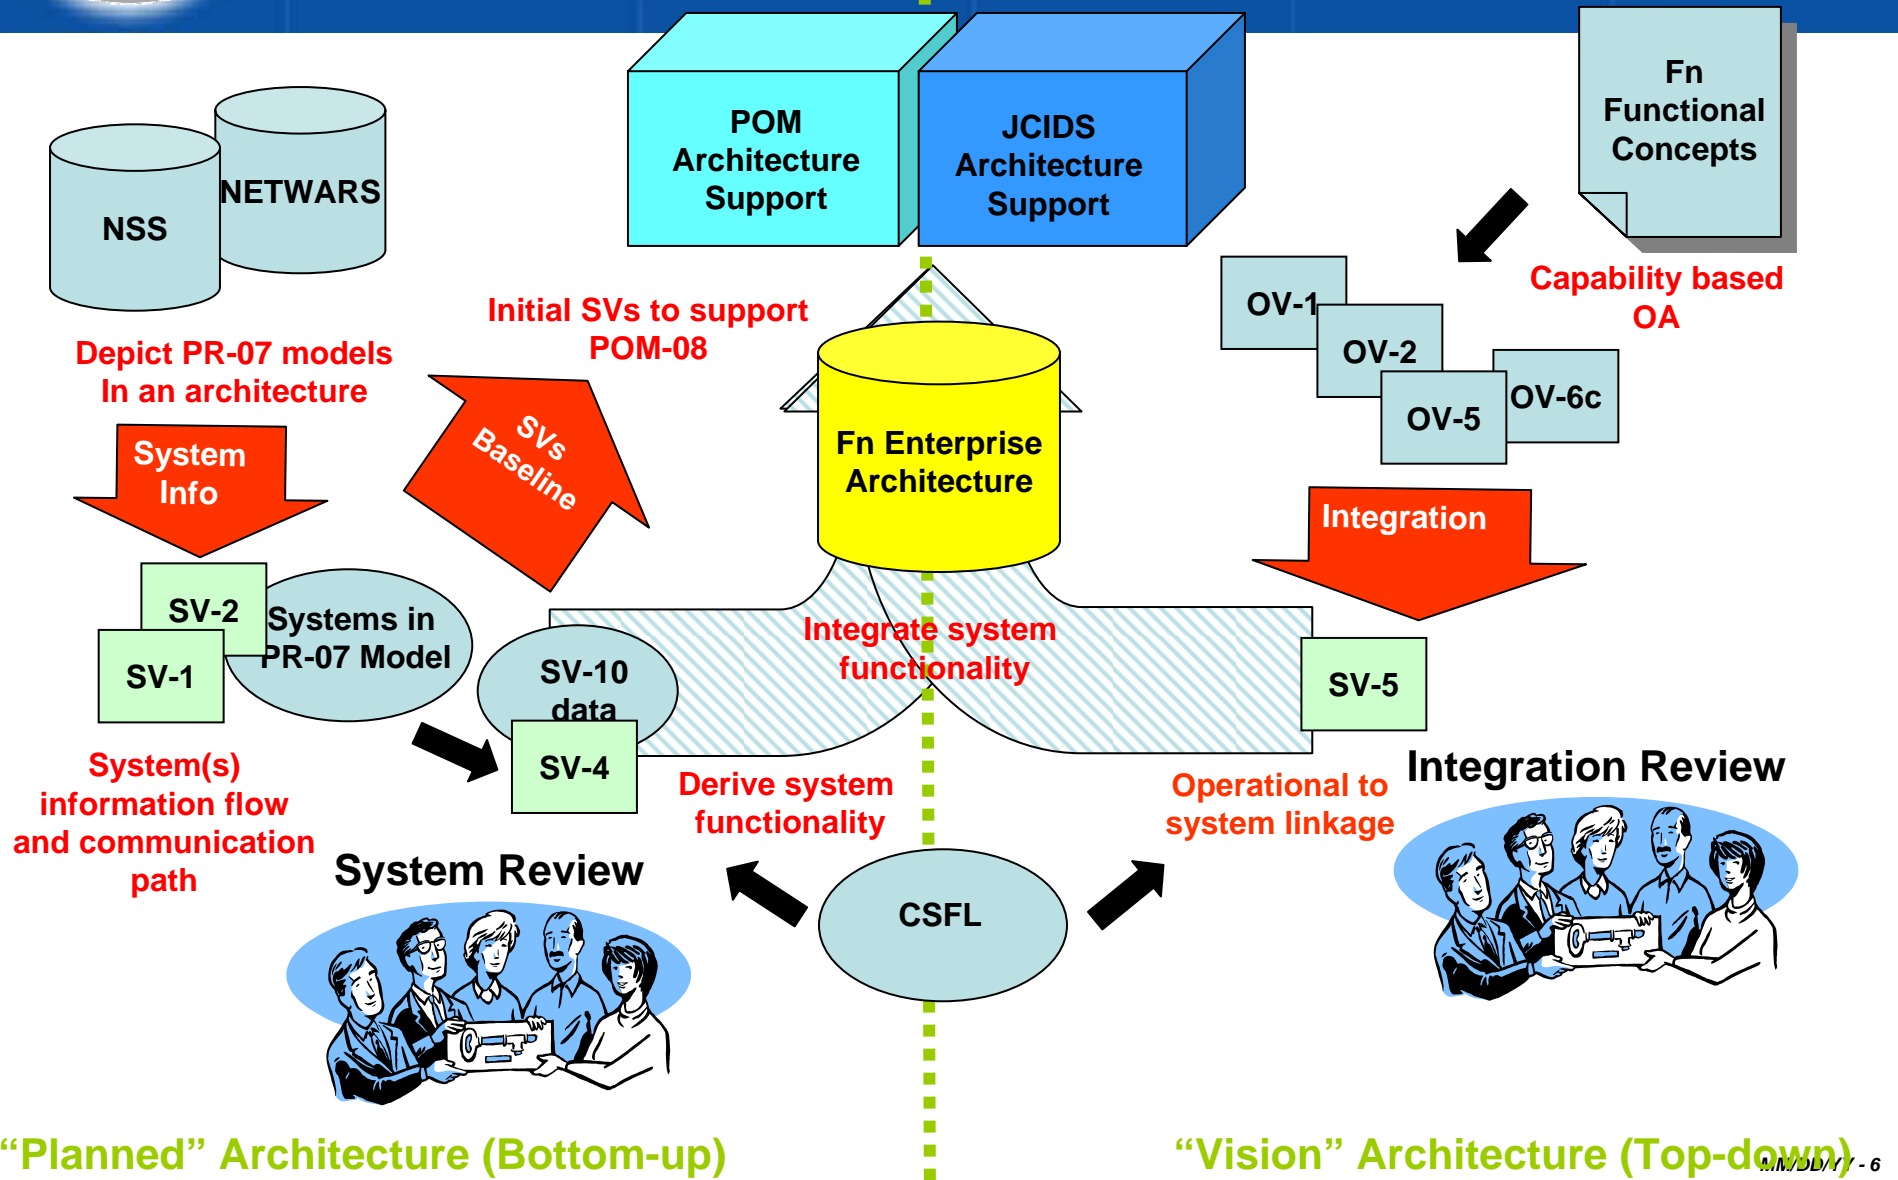 POM
Architecture
Support
JCIDS
Architecture
Support
Fn
Functional
Concepts
NETWARS
NSS
Capability based
OA
OV-1
OV-2
OV-5
OV-6c
Initial SVs to support
POM-08
Depict PR-07 models
In an architecture
System
Info
SVs
Baseline
Fn Enterprise
Architecture
Integration
SV-2
SV-1
Systems in
PR-07 Model
SV-10
data
SV-4
Integrate system
functionality
SV-5
System(s)
information flow
and communication
path
Derive system
functionality
Operational to
system linkage
Integration Review
System Review
CSFL
“Planned” Architecture (Bottom-up)
“Vision” Architecture (Top-down)
MM/DD/YY - 6